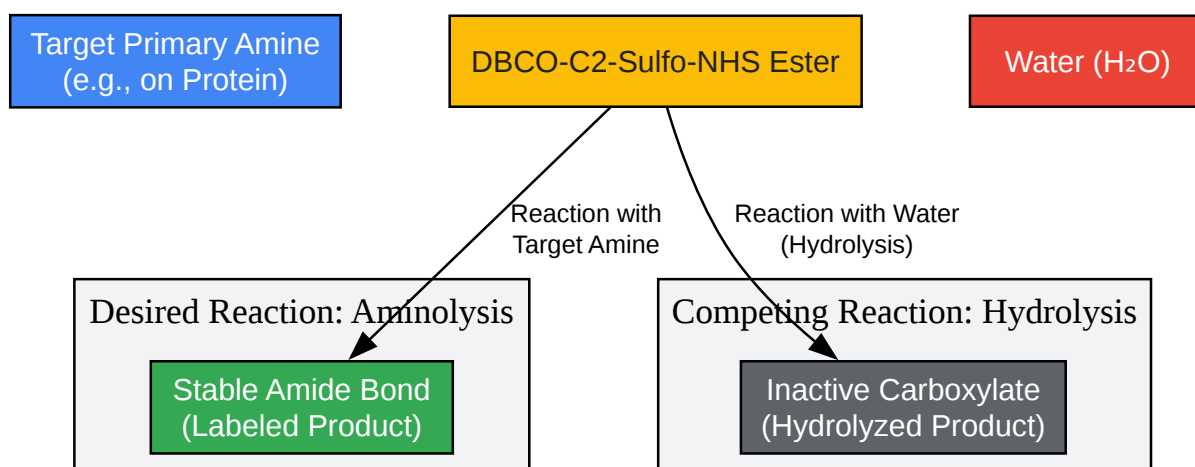 Target Primary Amine
(e.g., on Protein)
DBCO-C2-Sulfo-NHS Ester
Water (H₂O)
Reaction with
Target Amine
Reaction with Water
(Hydrolysis)
Desired Reaction: Aminolysis
Stable Amide Bond
(Labeled Product)
Competing Reaction: Hydrolysis
Inactive Carboxylate
(Hydrolyzed Product)